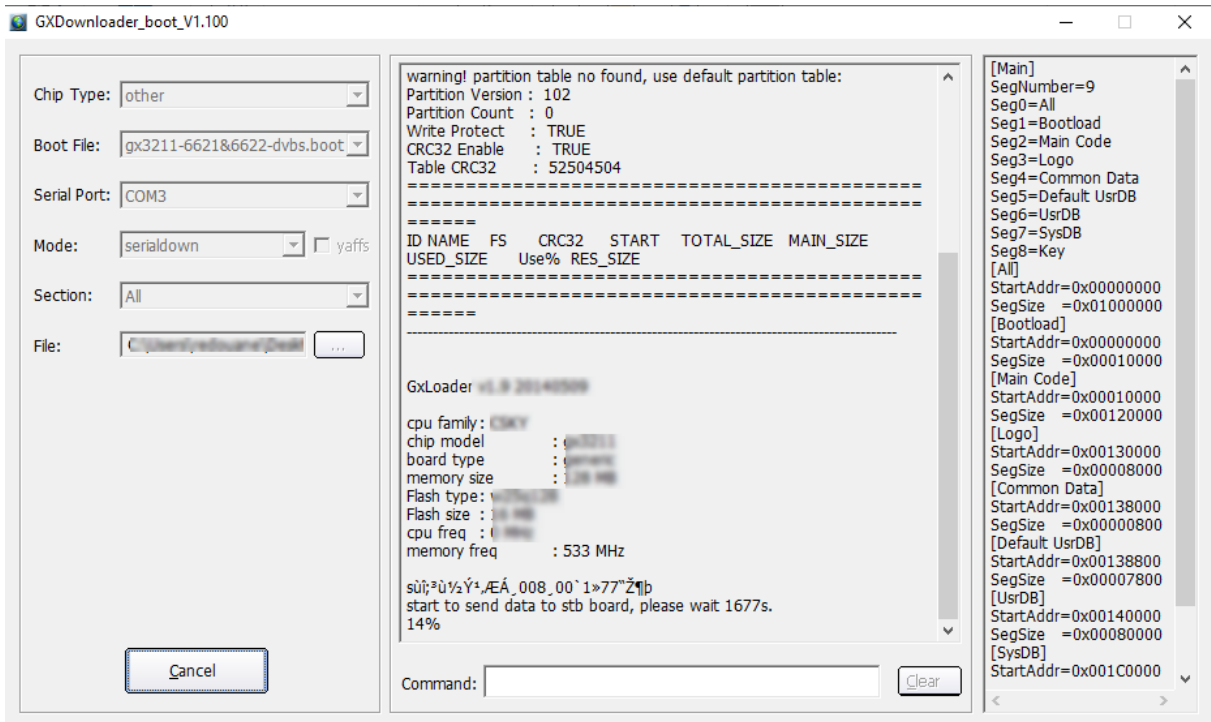 GXDownloader_boot_V1.100
Chip Type: other
Boot File: gx3211-6621&6622-dvbs.boot
Serial Port: COM3
Mode: serialdown yaffs
Section: All
File: ...
Cancel
warning! partition table no found, use default partition table:
Partition Version : 102
Partition Count : 0
Write Protect : TRUE
CRC32 Enable : TRUE
Table CRC32 : 52504504
============================================
============================================
======
ID NAME FS CRC32 START TOTAL_SIZE MAIN_SIZE
USED_SIZE Use% RES_SIZE
============================================
============================================
======
----------------------------------------------------------------------------------------------------
GxLoader
cpu family:
chip model :
board type :
memory size :
Flash type:
Flash size :
cpu freq :
memory freq : 533 MHz
start to send data to stb board, please wait 1677s.
14%
Command:
Clear
[Main]
SegNumber=9
Seg0=All
Seg1=Bootload
Seg2=Main Code
Seg3=Logo
Seg4=Common Data
Seg5=Default UsrDB
Seg6=UsrDB
Seg7=SysDB
Seg8=Key
[All]
StartAddr=0x00000000
SegSize =0x01000000
[Bootload]
StartAddr=0x00000000
SegSize =0x00010000
[Main Code]
StartAddr=0x00010000
SegSize =0x00120000
[Logo]
StartAddr=0x00130000
SegSize =0x00008000
[Common Data]
StartAddr=0x00138000
SegSize =0x00000800
[Default UsrDB]
StartAddr=0x00138800
SegSize =0x00007800
[UsrDB]
StartAddr=0x00140000
SegSize =0x00080000
[SysDB]
StartAddr=0x001C0000